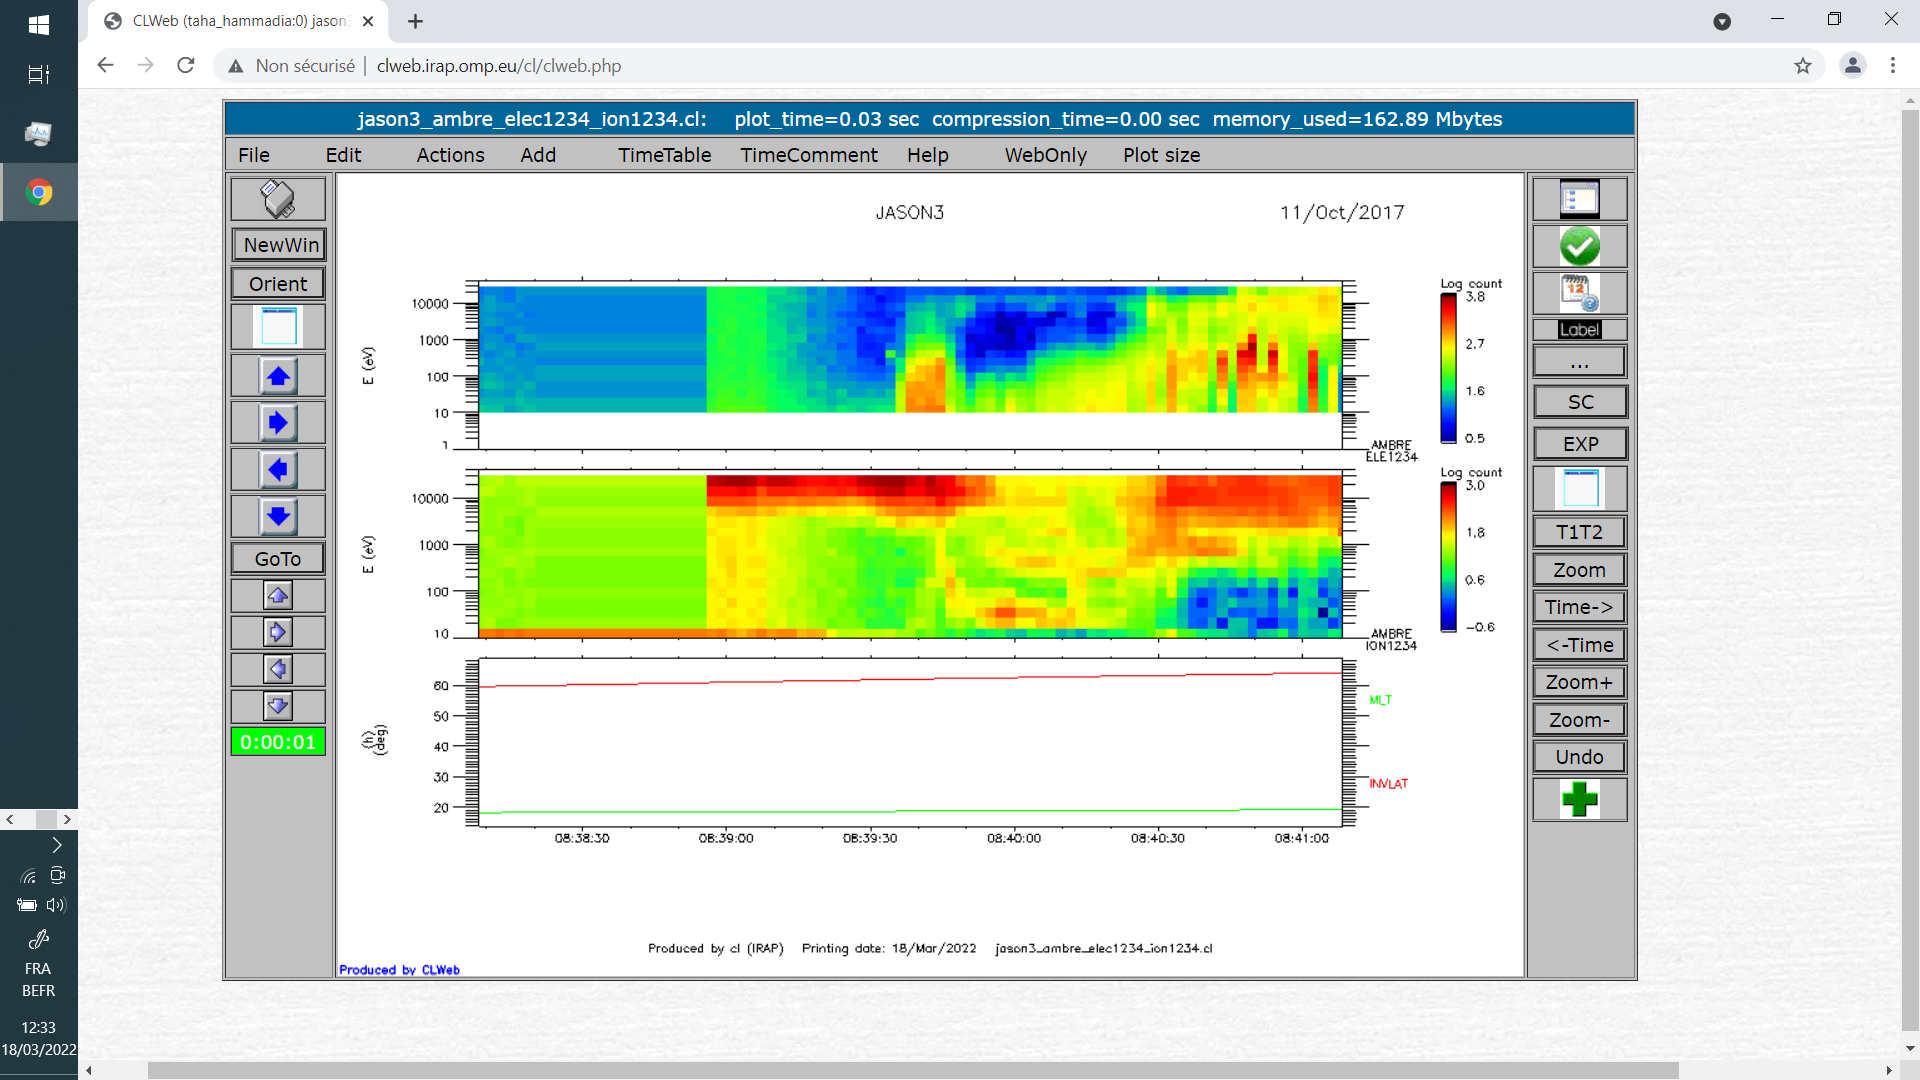 CLWeb (taha_hammadia:0) jason3
Non sécurisé | clweb.irap.omp.eu/cl/clweb.php
jason3_ambre_elec1234_ion1234.cl: plot_time=0.03 sec compression_time=0.00 sec memory_used=162.89 Mbytes
File Edit Actions Add TimeTable TimeComment Help WebOnly Plot size
NewWin
Orient
GoTo
0:00:01
JASON3 11/Oct/2017
E (eV)
10000
1000
100
10
1
Log count
3.8
2.7
1.6
0.5
AMBRE
ELE1234
E (eV)
10000
1000
100
10
Log count
3.0
1.8
0.6
-0.6
AMBRE
ION1234
(h)
(deg)
60
50
40
30
20
MLT
INVLAT
08:38:30 08:39:00 08:39:30 08:40:00 08:40:30 08:41:00
Produced by cl (IRAP) Printing date: 18/Mar/2022 jason3_ambre_elec1234_ion1234.cl
Produced by CLWeb
12
Label
...
SC
EXP
T1T2
Zoom
Time->
<-Time
Zoom+
Zoom-
Undo
FRA
BEFR
12:33
18/03/2022